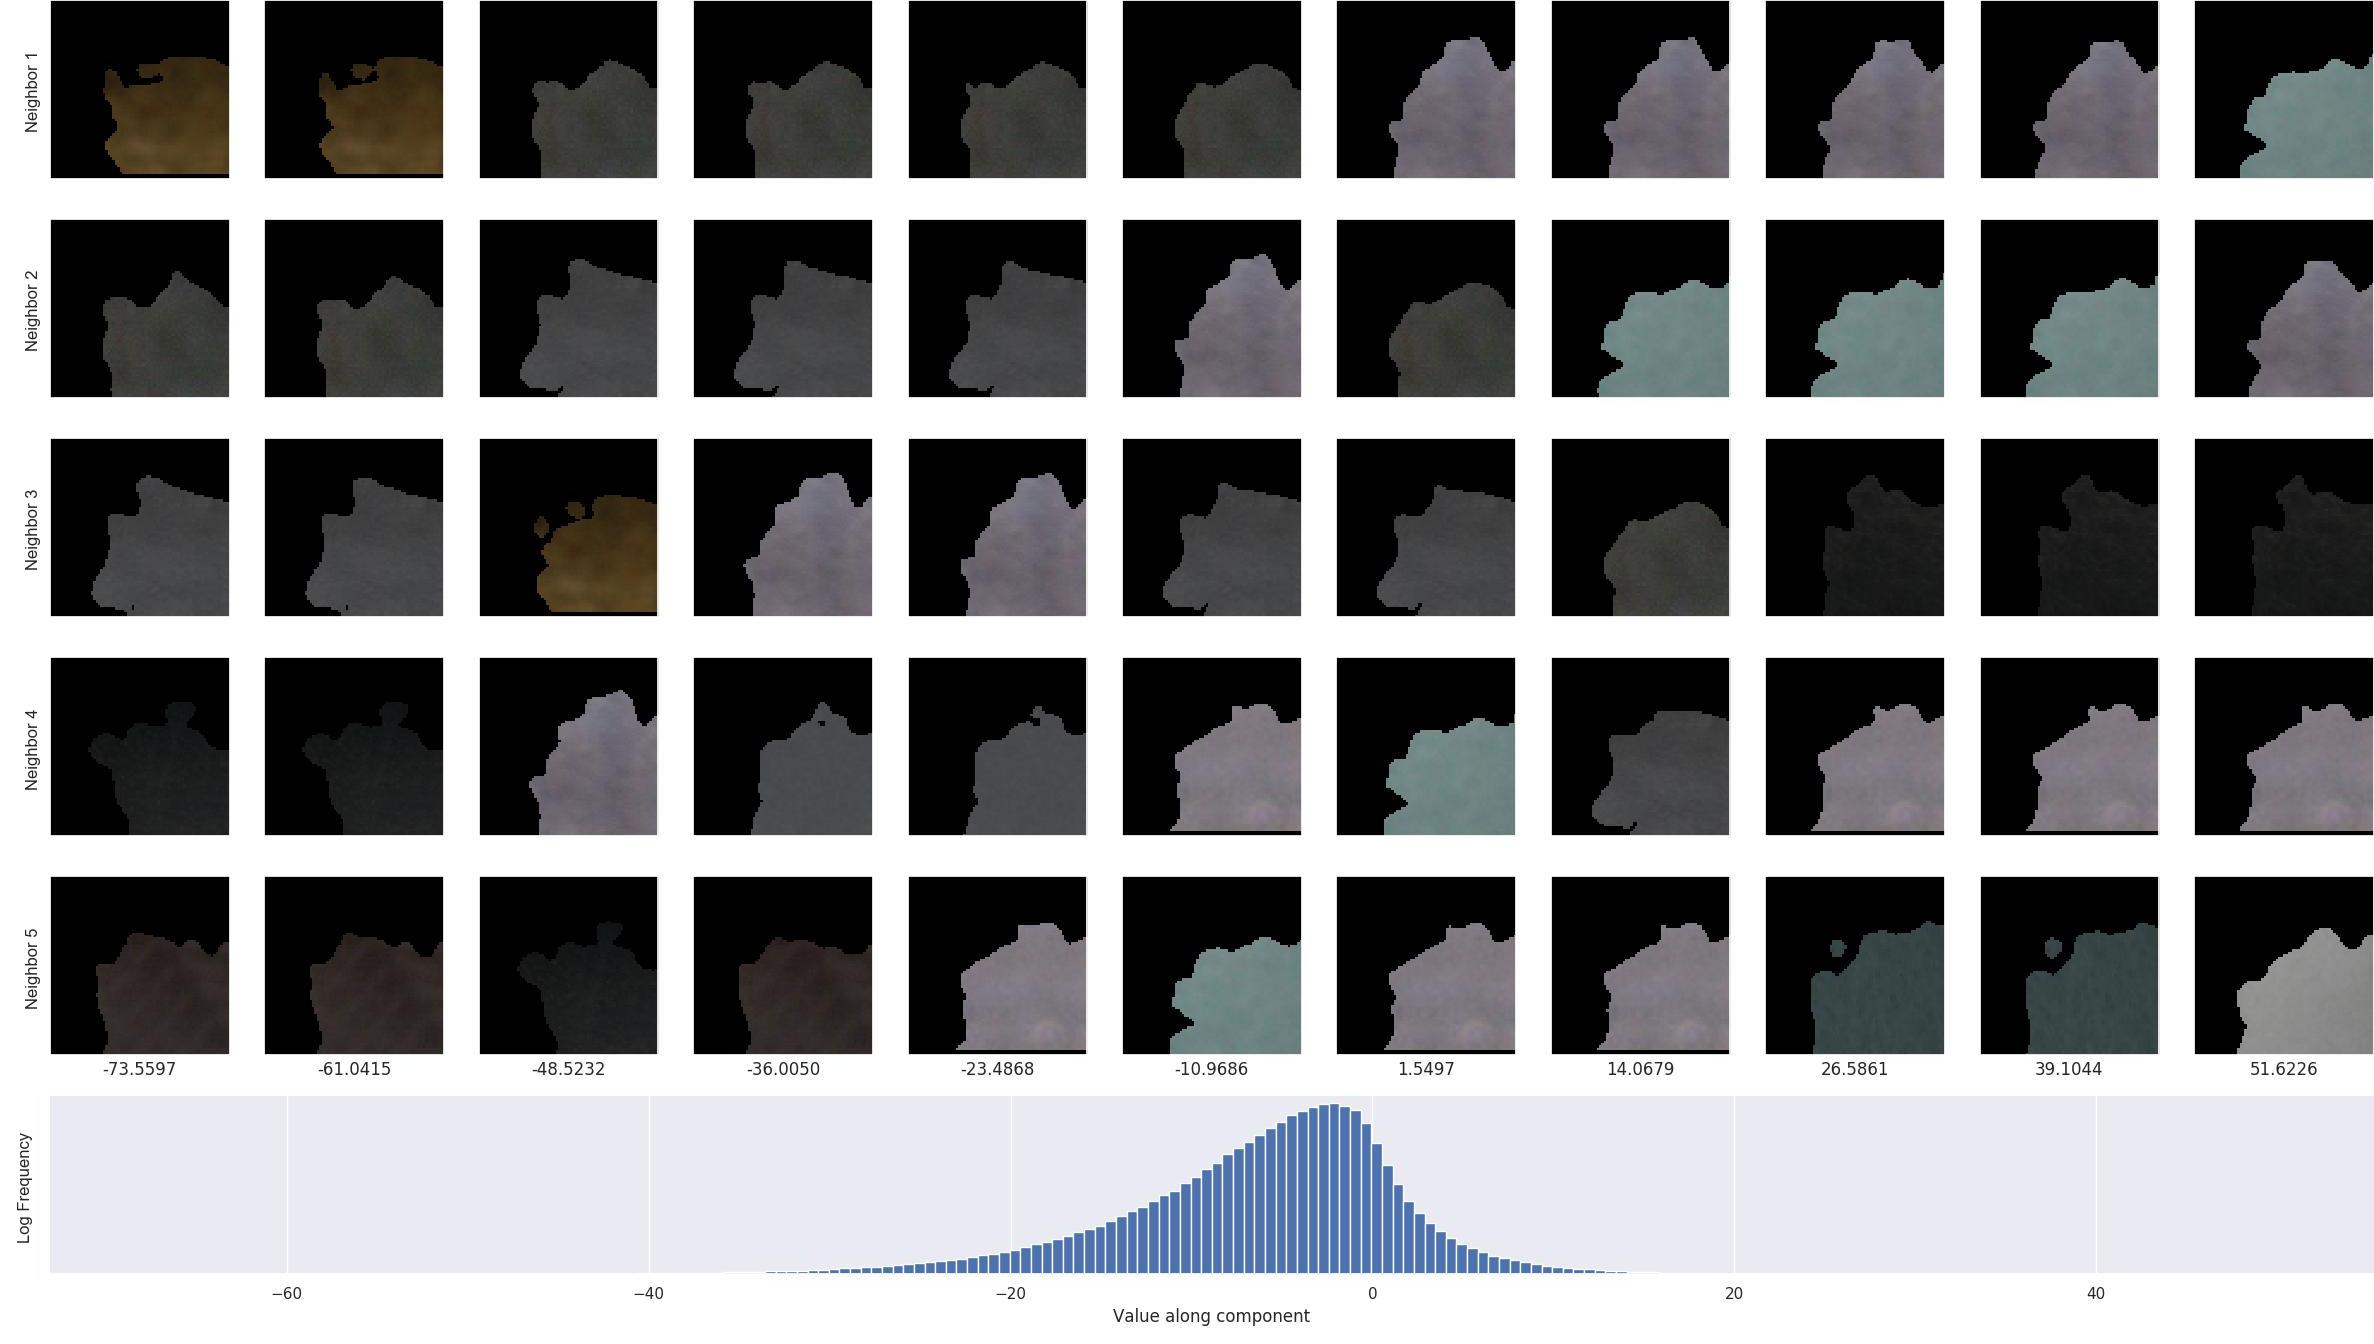 Neighbor 1
Neighbor 2
Neighbor 3
Neighbor 4
Neighbor 5
-73.5597 -61.0415 -48.5232 -36.0050 -23.4868 -10.9686 1.5497 14.0679 26.5861 39.1044 51.6226
Log Frequency
−60 −40 −20 0 20 40
Value along component